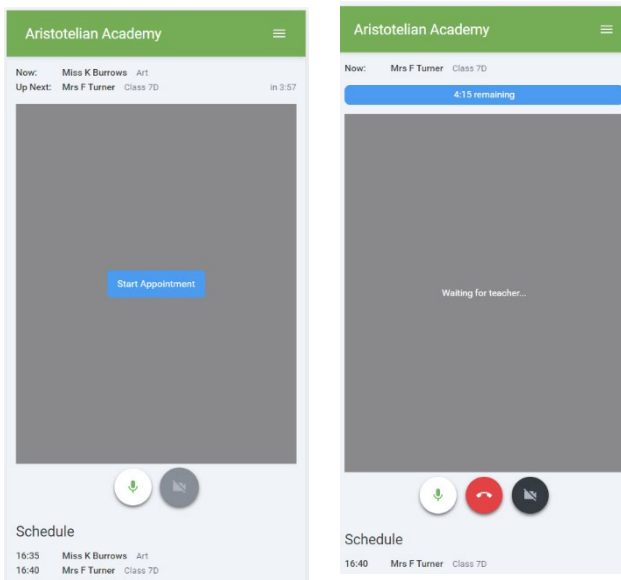 Aristotelian Academy
Now: Miss K Burrows Art
Up Next: Mrs F Turner Class 7D in 3:57
Start Appointment
Schedule
16:35 Miss K Burrows Art
16:40 Mrs F Turner Class 7D
Aristotelian Academy
Now: Mrs F Turner Class 7D
4:15 remaining
Waiting for teacher...
Schedule
16:40 Mrs F Turner Class 7D